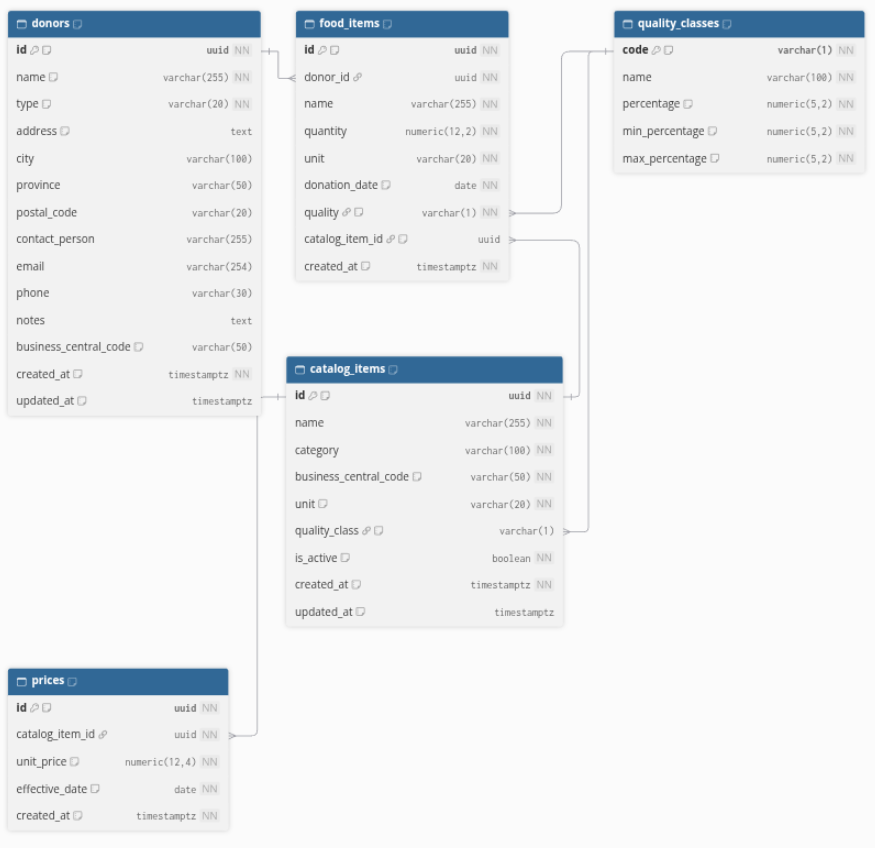 donors
id uuid NN
name varchar(255) NN
type varchar(20) NN
address text
city varchar(100)
province varchar(50)
postal_code varchar(20)
contact_person varchar(255)
email varchar(254)
phone varchar(30)
notes text
business_central_code varchar(50)
created_at timestamptz NN
updated_at timestamptz
food_items
id uuid NN
donor_id uuid NN
name varchar(255) NN
quantity numeric(12,2) NN
unit varchar(20) NN
donation_date date NN
quality varchar(1) NN
catalog_item_id uuid
created_at timestamptz NN
quality_classes
code varchar(1) NN
name varchar(100) NN
percentage numeric(5,2) NN
min_percentage numeric(5,2) NN
max_percentage numeric(5,2) NN
catalog_items
id uuid NN
name varchar(255) NN
category varchar(100) NN
business_central_code varchar(50) NN
unit varchar(20) NN
quality_class varchar(1)
is_active boolean NN
created_at timestamptz NN
updated_at timestamptz
prices
id uuid NN
catalog_item_id uuid NN
unit_price numeric(12,4) NN
effective_date date NN
created_at timestamptz NN